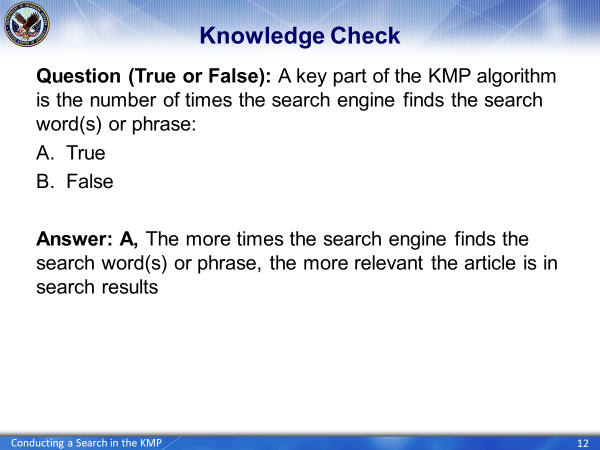 Knowledge Check
Question (True or False): A key part of the KMP algorithm
is the number of times the search engine finds the search
word(s) or phrase:
A. True
B. False
Answer: A, The more times the search engine finds the
search word(s) or phrase, the more relevant the article is in
search results
Conducting a Search in the KMP
12